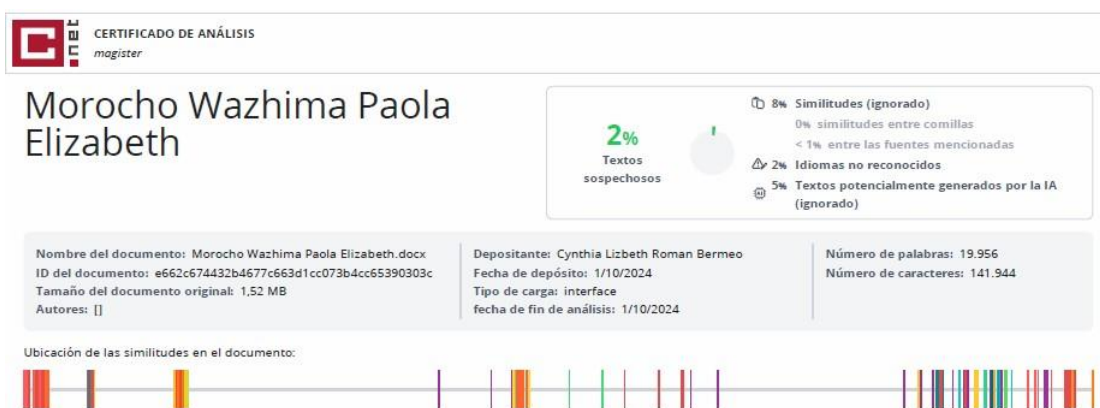 C
net
CERTIFICADO DE ANÁLISIS
magister
Morocho Wazhima Paola
Elizabeth
2%
Textos
sospechosos
8% Similitudes (ignorado)
0% similitudes entre comillas
< 1% entre las fuentes mencionadas
2% Idiomas no reconocidos
5% Textos potencialmente generados por la IA
(ignorado)
Nombre del documento: Morocho Wazhima Paola Elizabeth.docx
ID del documento: e662c674432b4677c663d1cc073b4cc65390303c
Tamaño del documento original: 1,52 MB
Autores: []
Depositante: Cynthia Lizbeth Roman Bermeo
Fecha de depósito: 1/10/2024
Tipo de carga: interface
fecha de fin de análisis: 1/10/2024
Número de palabras: 19.956
Número de caracteres: 141.944
Ubicación de las similitudes en el documento: